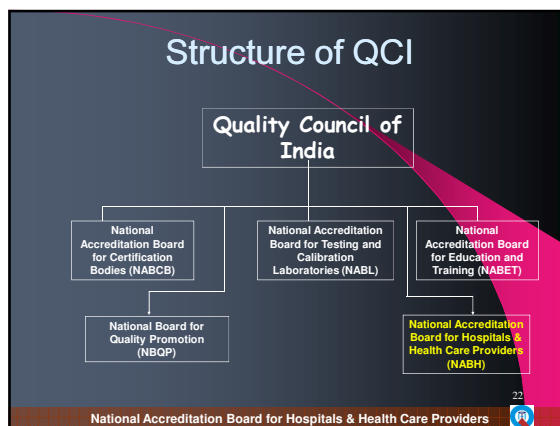 Structure of QCI
Quality Council of
India
National
Accreditation Board
for Certification
Bodies (NABCB)
National Accreditation
Board for Testing and
Calibration
Laboratories (NABL)
National
Accreditation Board
for Education and
Training (NABET)
National Board for
Quality Promotion
(NBQP)
National Accreditation
Board for Hospitals &
Health Care Providers
(NABH)
22
National Accreditation Board for Hospitals & Health Care Providers